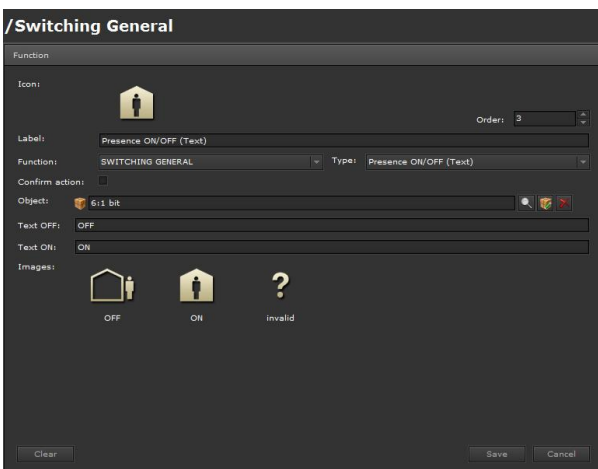 /Switching General
Function
Icon:
Order: 3
Label: Presence ON/OFF (Text)
Function: SWITCHING GENERAL Type: Presence ON/OFF (Text)
Confirm action:
Object: 6:1 bit
Text OFF: OFF
Text ON: ON
Images:
?
OFF ON invalid
Clear Save Cancel